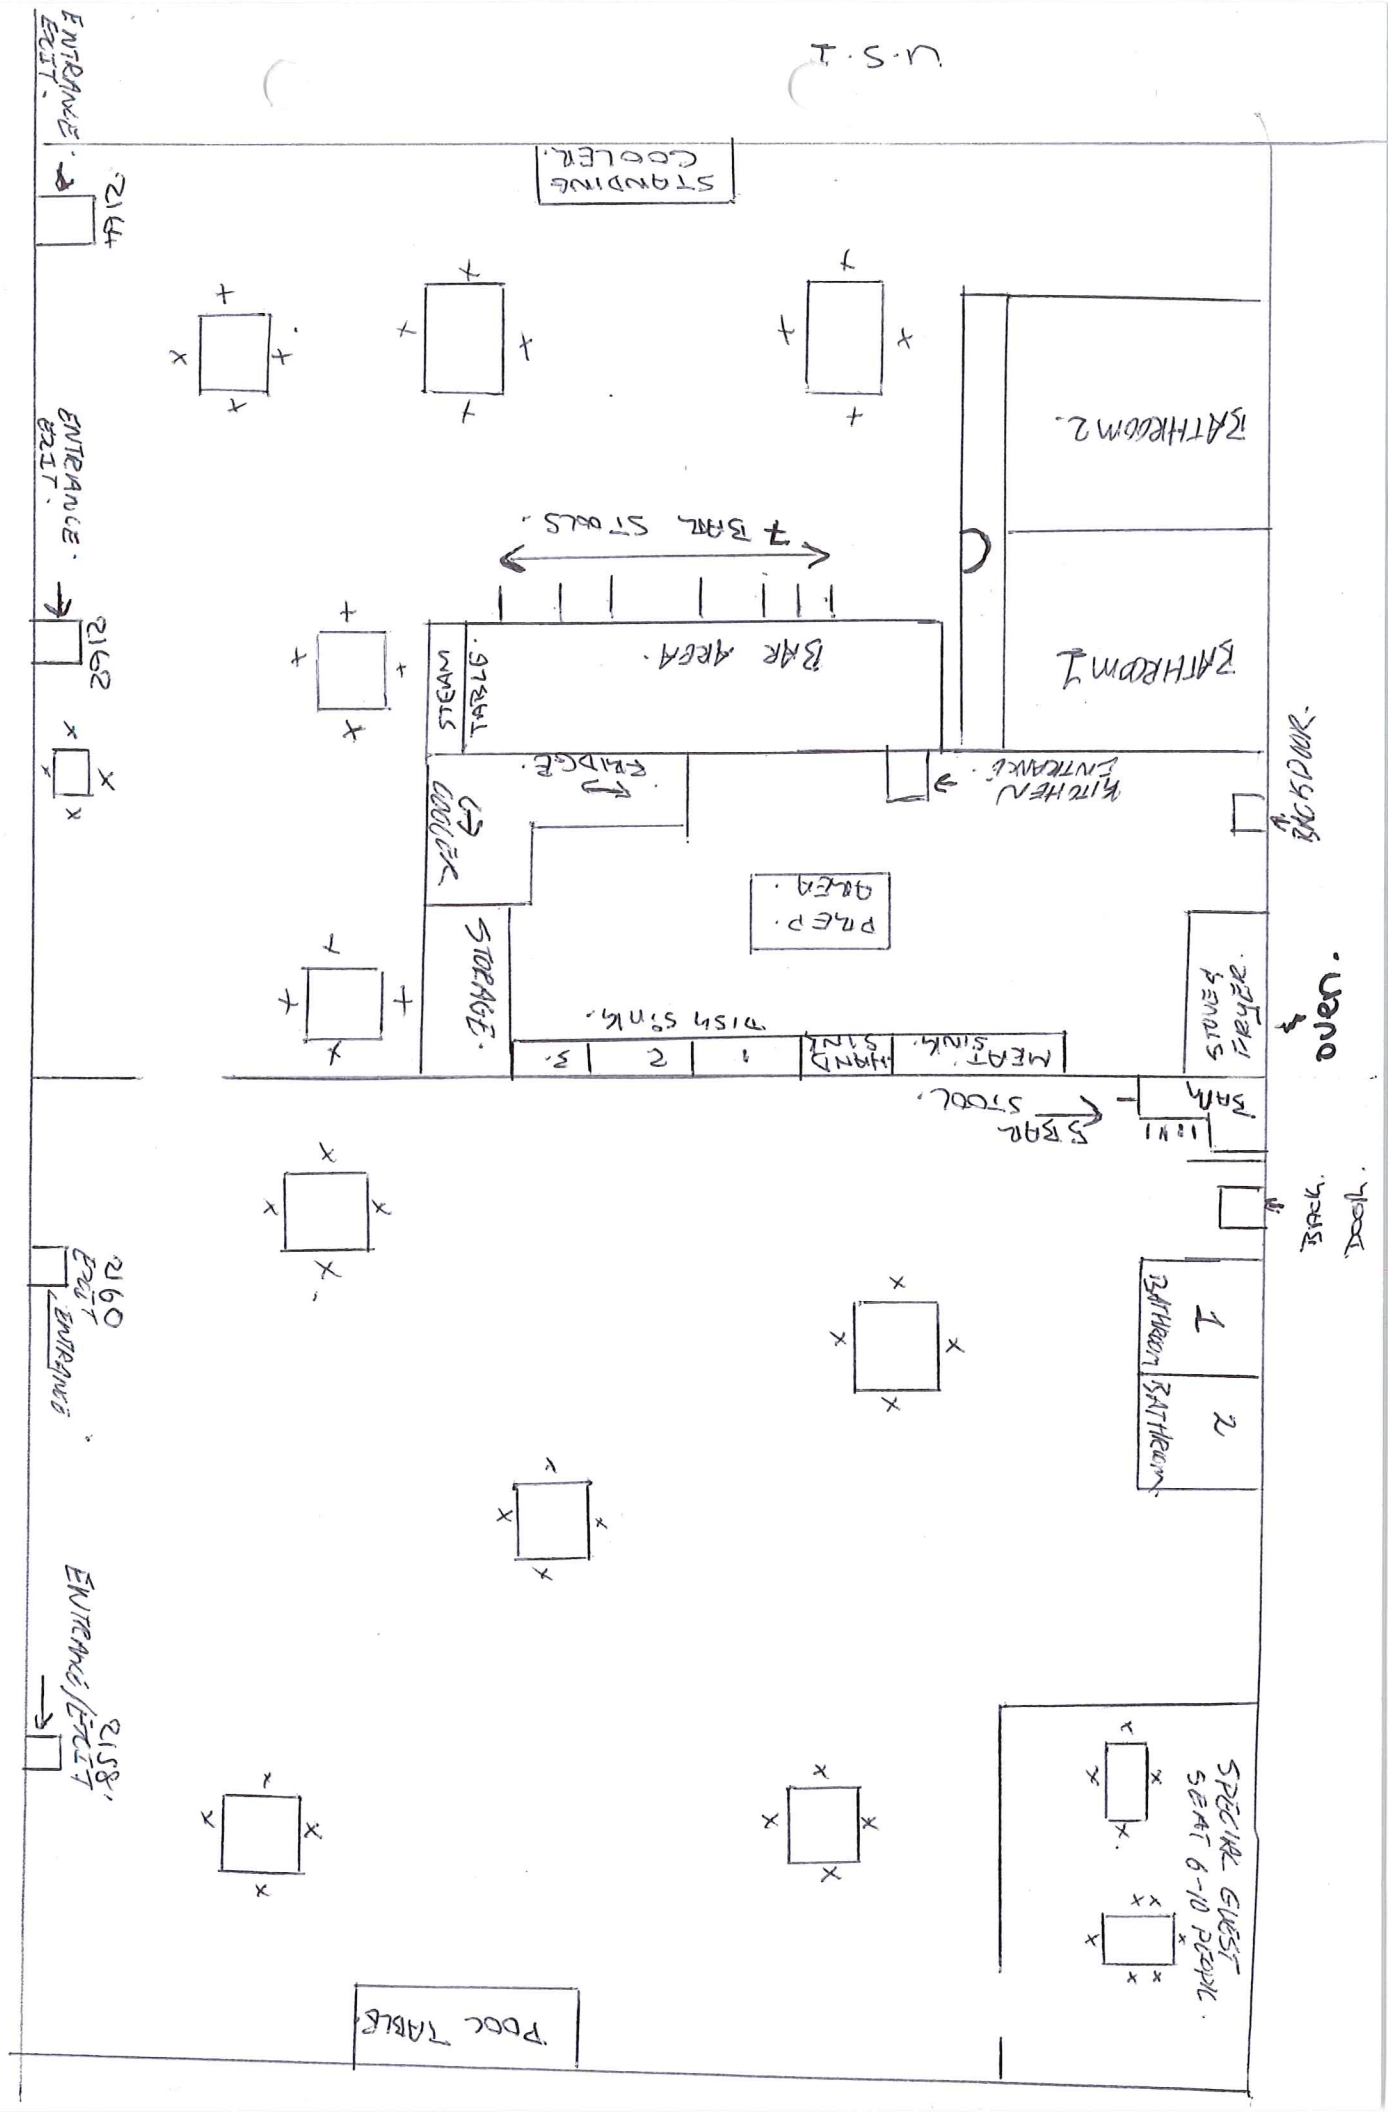 U.S.I
ENTRANCE.
EXIT.
2164
STANDING
COOLER.
BATHROOM 2.
BATHROOM 1
ENTRANCE.
EXIT.
2162
7 BAR STOOLS.
BAR AREA.
STEAM
TABLE.
FRIDGE.
COOLER
KITCHEN
ENTRANCE.
BACKDOOR.
PREP.
AREA.
STORAGE.
DISH SINK.
3.
2
1
HAND
SINK
MEAT.
SINK.
oven.
BAR
5 BAR
STOOL.
BACK.
DOOR.
2160
EXIT
ENTRANCE
BATHROOM
1
BATHROOM.
2
ENTRANCE/EXIT
2158
SPECIAL GUEST
SEAT 6-10 PEOPLE.
POOL TABLE.